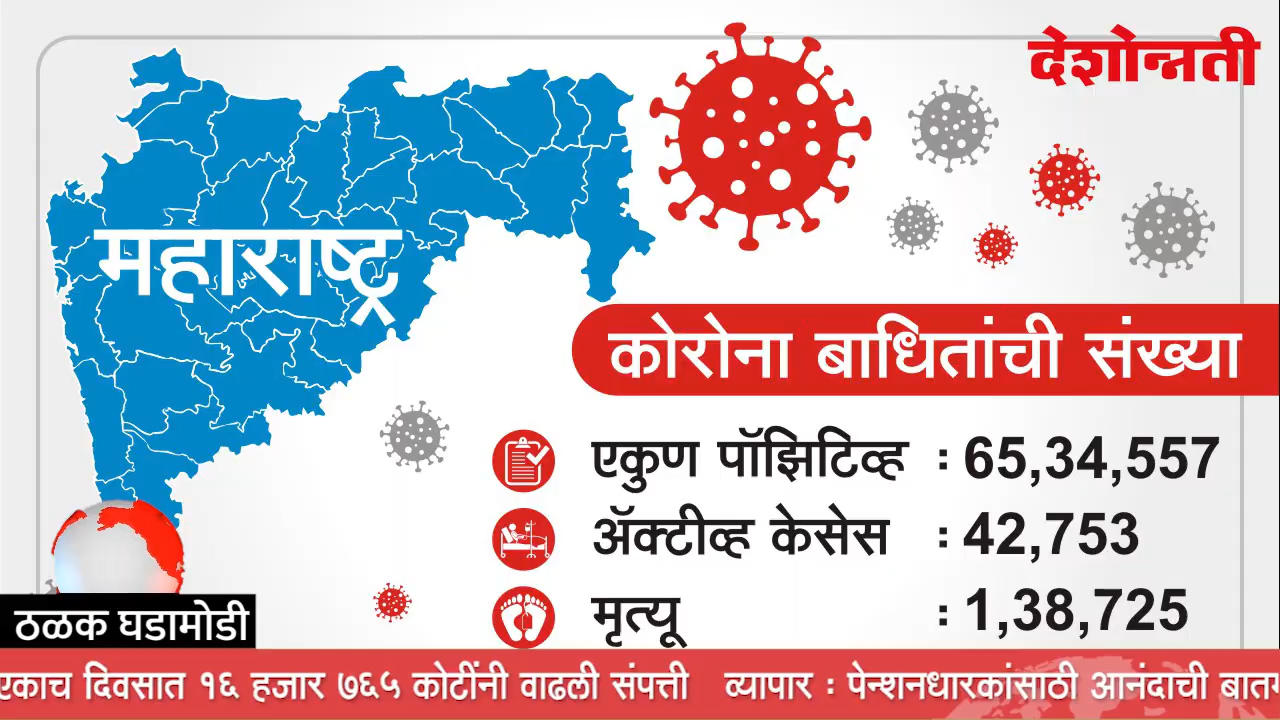 देशोन्नती
महाराष्ट्र
कोरोना बाधितांची संख्या
एकुण पॉझिटिव्ह : 65,34,557
ॲक्टीव्ह केसेस : 42,753
मृत्यू : 1,38,725
ठळक घडामोडी
एकाच दिवसात १६ हजार ७६५ कोटींनी वाढली संपत्ती व्यापार : पेन्शनधारकांसाठी आनंदाची